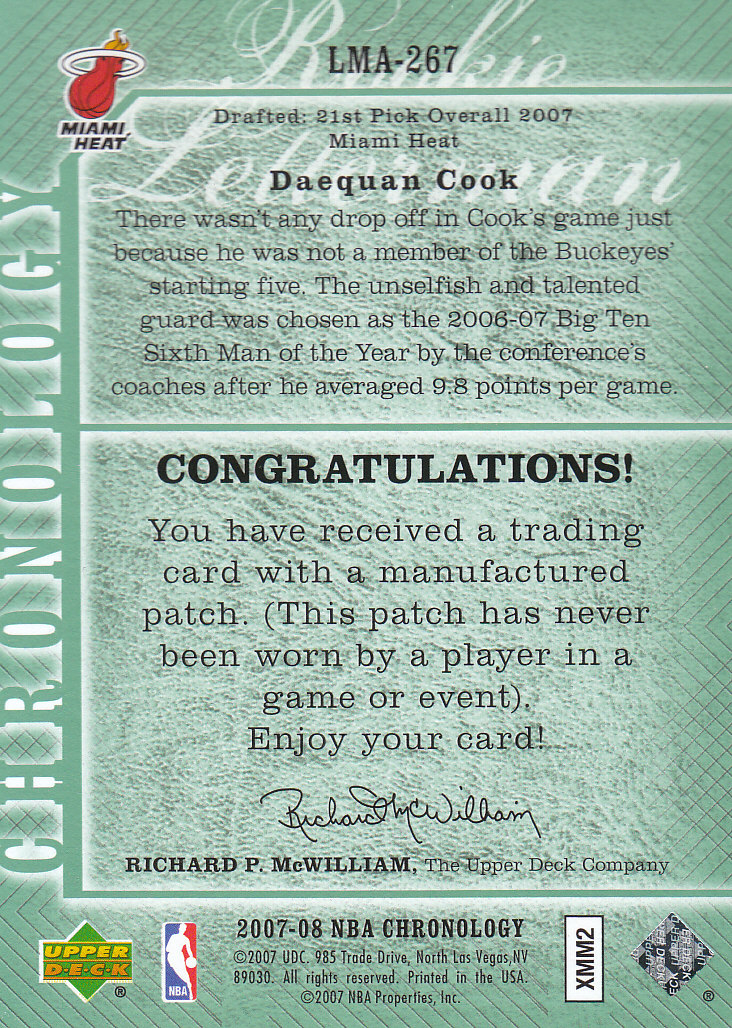 LMA-267
Rookie
Letterman
MIAMI
HEAT
Drafted: 21st Pick Overall 2007
Miami Heat
Daequan Cook
There wasn't any drop off in Cook's game just
because he was not a member of the Buckeyes'
starting five. The unselfish and talented
guard was chosen as the 2006-07 Big Ten
Sixth Man of the Year by the conference's
coaches after he averaged 9.8 points per game.
CHRONOLOGY
CONGRATULATIONS!
You have received a trading
card with a manufactured
patch. (This patch has never
been worn by a player in a
game or event).
Enjoy your card!
Richard McWilliam
RICHARD P. McWILLIAM, The Upper Deck Company
UPPER
D·E·C·K
®
NBA
2007-08 NBA CHRONOLOGY
©2007 UDC. 985 Trade Drive, North Las Vegas, NV
89030. All rights reserved. Printed in the USA.
©2007 NBA Properties, Inc.
XMM2
®